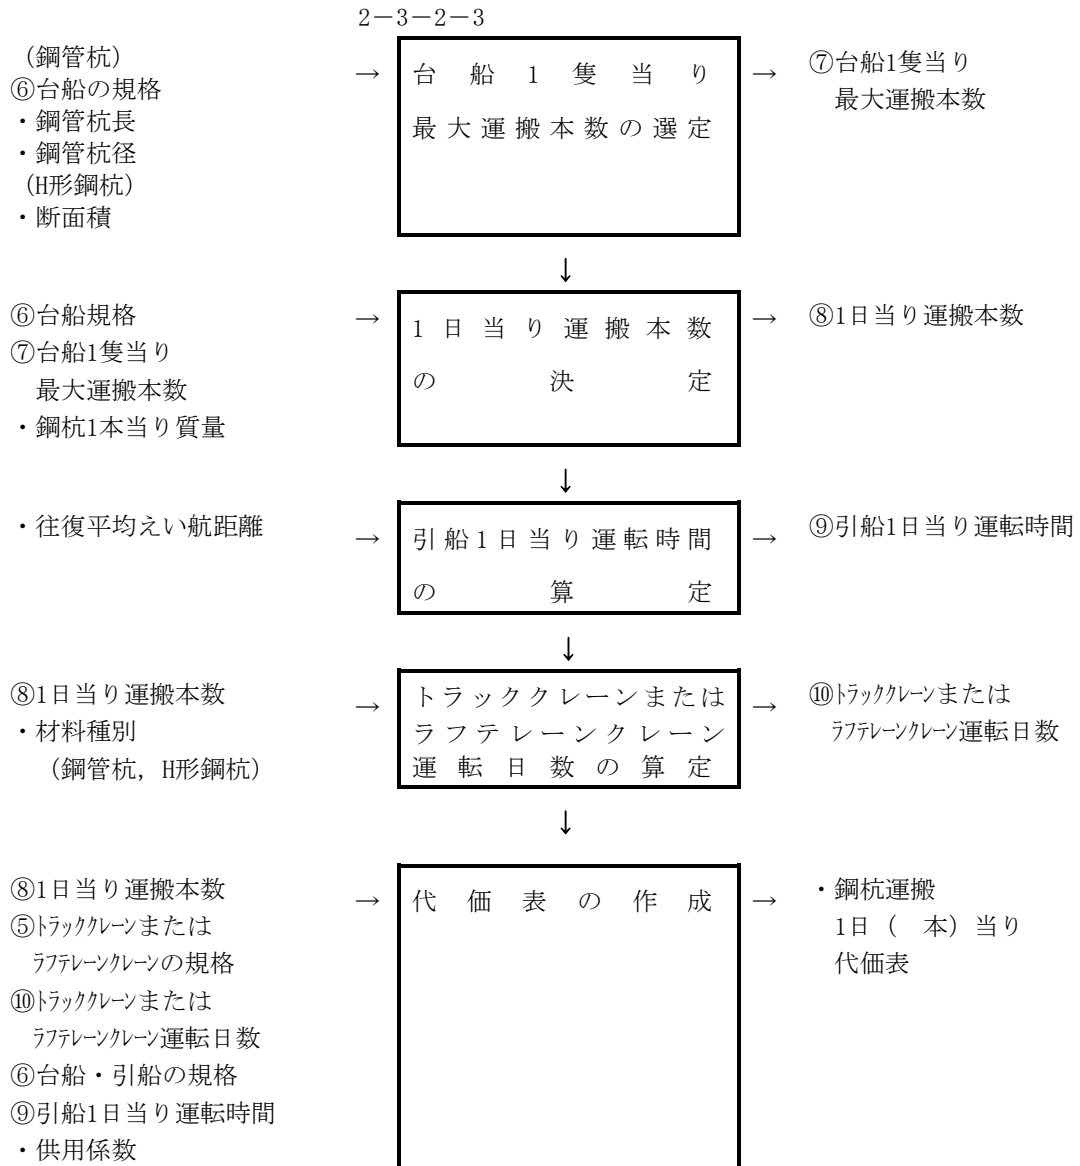 2－3－2－3
（鋼管杭）
⑥台船の規格
・鋼管杭長
・鋼管杭径
（H形鋼杭）
・断面積
→
台船1隻当り
最大運搬本数の選定
→
⑦台船1隻当り
最大運搬本数
↓
⑥台船規格
⑦台船1隻当り
最大運搬本数
・鋼杭1本当り質量
→
1日当り運搬本数
の決定
→
⑧1日当り運搬本数
↓
・往復平均えい航距離
→
引船1日当り運転時間
の算定
→
⑨引船1日当り運転時間
↓
⑧1日当り運搬本数
・材料種別
（鋼管杭，H形鋼杭）
→
トラッククレーンまたは
ラフテレーンクレーン
運転日数の算定
→
⑩ﾄﾗｯｸｸﾚｰﾝまたは
ﾗﾌﾃﾚｰﾝｸﾚｰﾝ運転日数
↓
⑧1日当り運搬本数
⑤ﾄﾗｯｸｸﾚｰﾝまたは
ﾗﾌﾃﾚｰﾝｸﾚｰﾝの規格
⑩ﾄﾗｯｸｸﾚｰﾝまたは
ﾗﾌﾃﾚｰﾝｸﾚｰﾝ運転日数
⑥台船・引船の規格
⑨引船1日当り運転時間
・供用係数
→
代価表の作成
→
・鋼杭運搬
1日（　本）当り
代価表